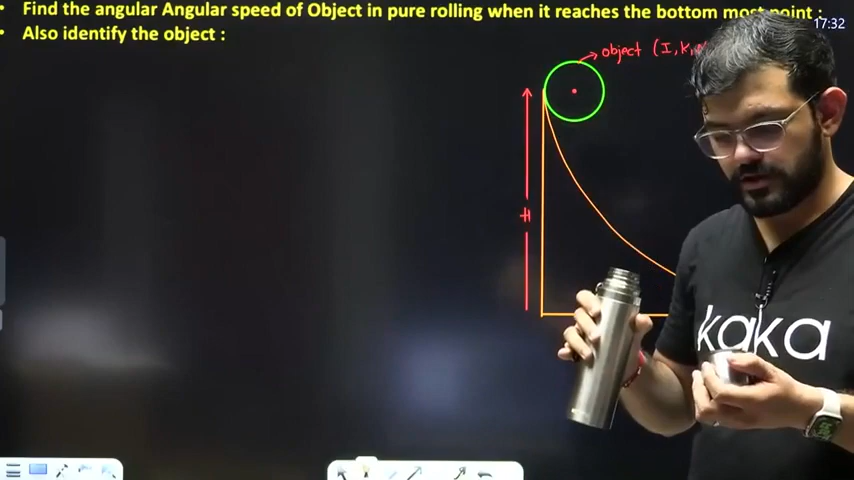 • Find the angular Angular speed of Object in pure rolling when it reaches the bottom most point :
17:32
• Also identify the object :
object (I, K,
H
kaka